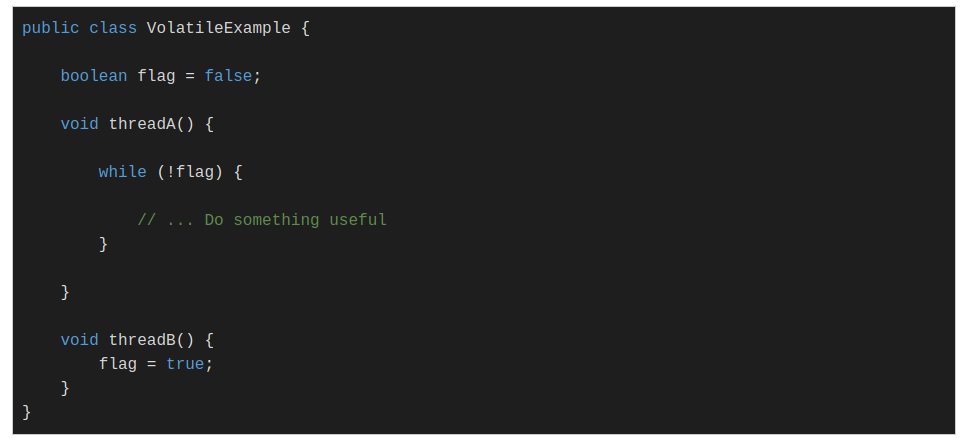 public class VolatileExample {
boolean flag = false;
void threadA() {
while (!flag) {
// ... Do something useful
}
}
void threadB() {
flag = true;
}
}